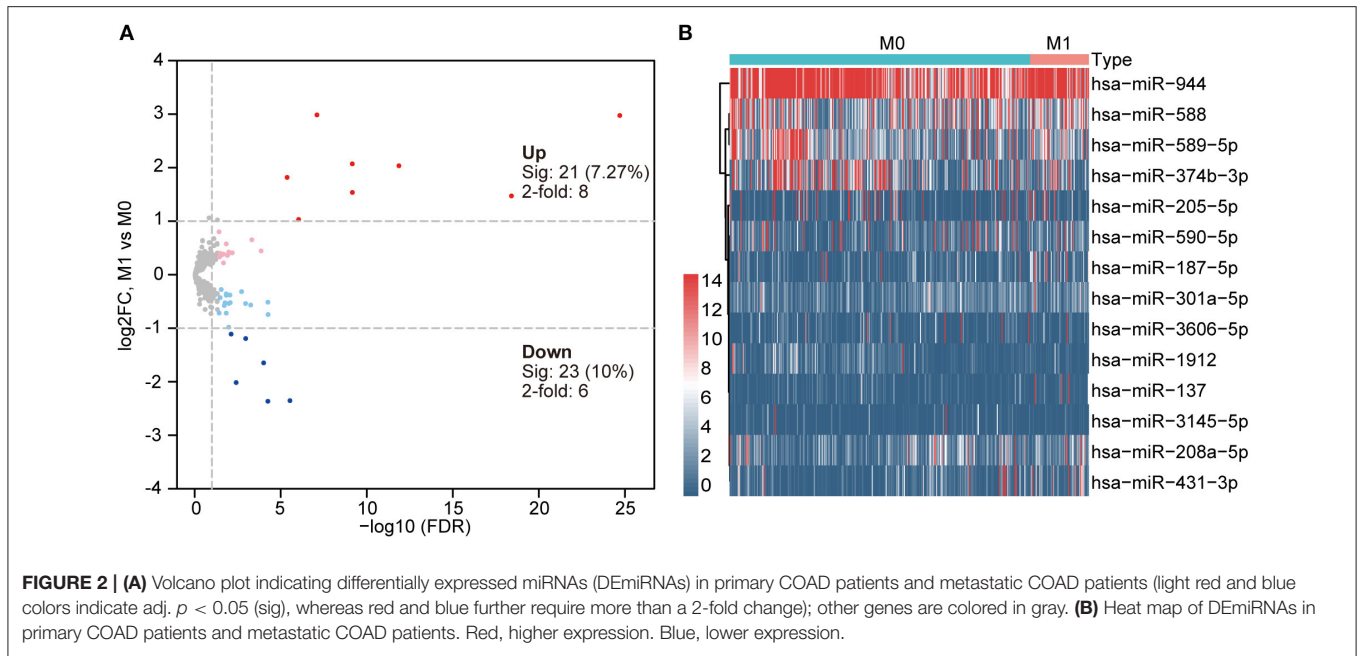 A
4
3
2
1
0
-1
-2
-3
-4
log2FC, M1 vs M0
Up
Sig: 21 (7.27%)
2-fold: 8
Down
Sig: 23 (10%)
2-fold: 6
0 5 10 15 20 25
−log10 (FDR)
B
M0 M1
Type
hsa−miR−944
hsa−miR−588
hsa−miR−589−5p
hsa−miR−374b−3p
hsa−miR−205−5p
hsa−miR−590−5p
hsa−miR−187−5p
hsa−miR−301a−5p
hsa−miR−3606−5p
hsa−miR−1912
hsa−miR−137
hsa−miR−3145−5p
hsa−miR−208a−5p
hsa−miR−431−3p
14
12
10
8
6
4
2
0
FIGURE 2 | (A) Volcano plot indicating differentially expressed miRNAs (DEmiRNAs) in primary COAD patients and metastatic COAD patients (light red and blue
colors indicate adj. p < 0.05 (sig), whereas red and blue further require more than a 2-fold change); other genes are colored in gray. (B) Heat map of DEmiRNAs in
primary COAD patients and metastatic COAD patients. Red, higher expression. Blue, lower expression.